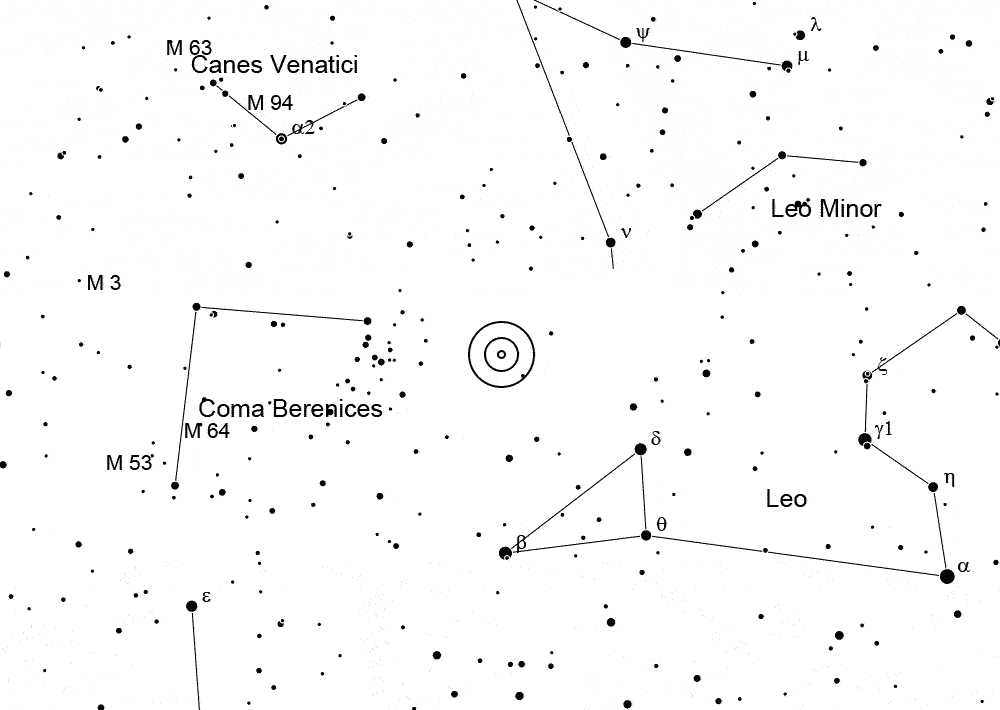 λ
ψ
M 63
μ
Canes Venatici
M 94
α2
Leo Minor
ν
M 3
ζ
Coma Berenices
γ1
M 64
δ
M 53
η
Leo
θ
β
α
ε